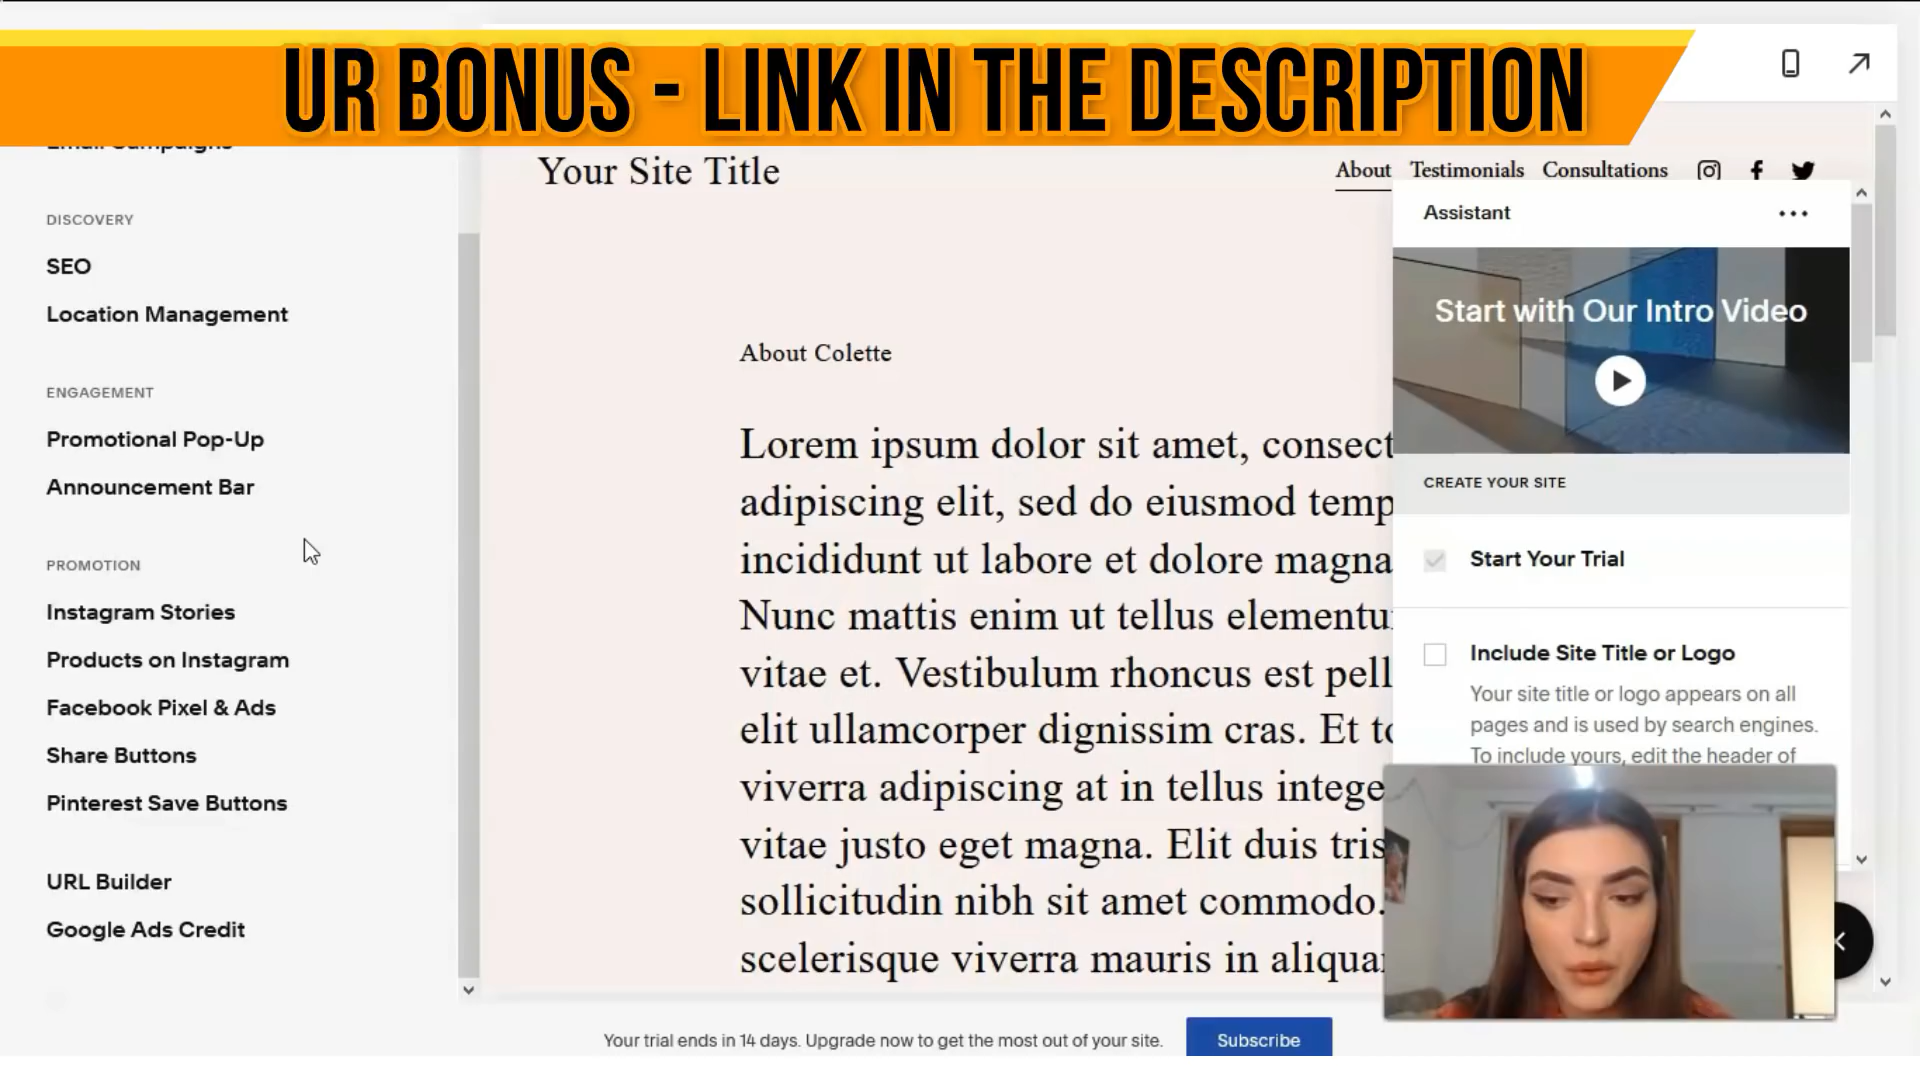 UR BONUS - LINK IN THE DESCRIPTION
Email Campaigns
DISCOVERY
SEO
Location Management
ENGAGEMENT
Promotional Pop-Up
Announcement Bar
PROMOTION
Instagram Stories
Products on Instagram
Facebook Pixel & Ads
Share Buttons
Pinterest Save Buttons
URL Builder
Google Ads Credit
Your Site Title
About Testimonials Consultations
About Colette
Lorem ipsum dolor sit amet, consect
adipiscing elit, sed do eiusmod temp
incididunt ut labore et dolore magna
Nunc mattis enim ut tellus elementu
vitae et. Vestibulum rhoncus est pell
elit ullamcorper dignissim cras. Et to
viverra adipiscing at in tellus intege
vitae justo eget magna. Elit duis tris
sollicitudin nibh sit amet commodo.
scelerisque viverra mauris in aliqua
Assistant
Start with Our Intro Video
CREATE YOUR SITE
Start Your Trial
Include Site Title or Logo
Your site title or logo appears on all
pages and is used by search engines.
To include yours, edit the header of
Your trial ends in 14 days. Upgrade now to get the most out of your site.
Subscribe